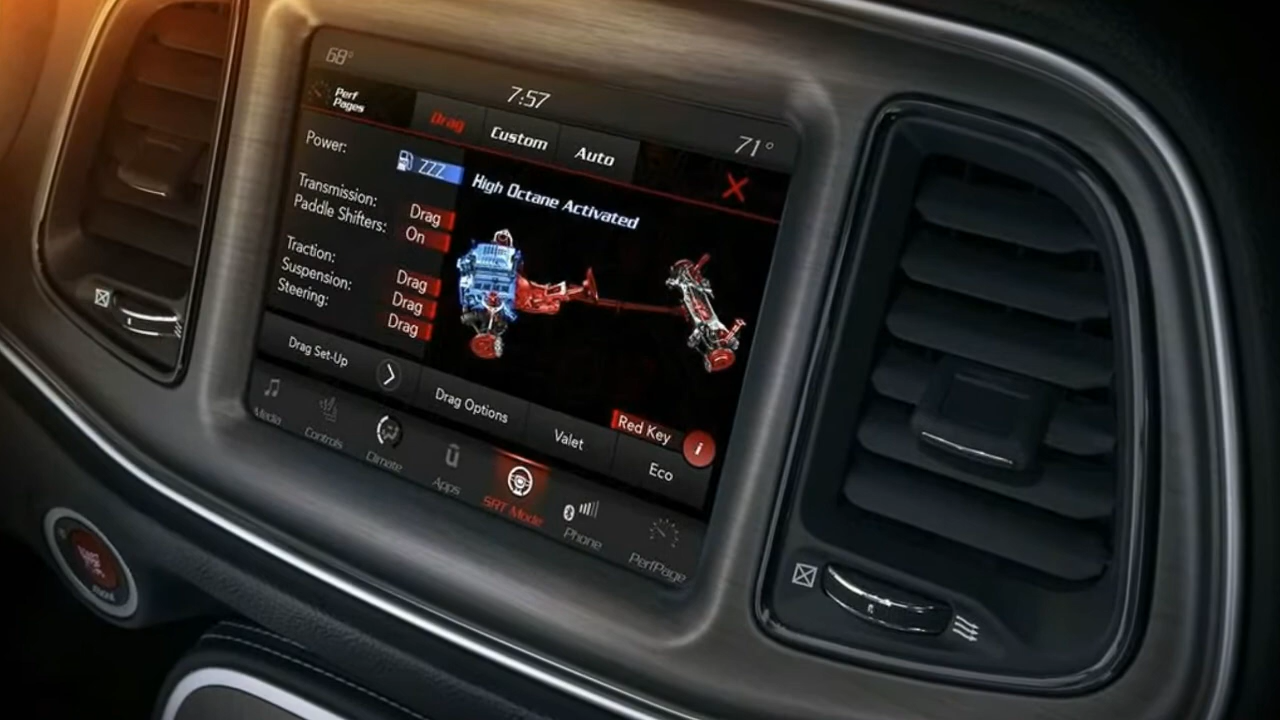 68°
7:57
71°
Perf
Pages
Drag
Custom
Auto
Power:
ZZZ
High Octane Activated
Transmission:
Drag
Paddle Shifters:
On
Traction:
Drag
Suspension:
Drag
Steering:
Drag
Drag Set-Up
Drag Options
Valet
Red Key
i
Eco
Media
Controls
Climate
Apps
SRT Mode
Phone
PerfPage